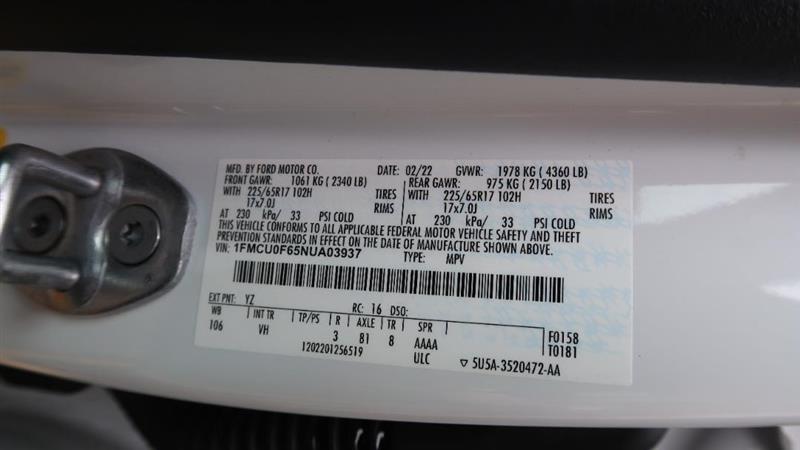 MFD. BY FORD MOTOR CO. DATE: 02/22 GVWR: 1978 KG ( 4360 LB)
FRONT GAWR: 1061 KG ( 2340 LB) REAR GAWR: 975 KG ( 2150 LB)
WITH 225/65R17 102H TIRES WITH 225/65R17 102H TIRES
17x7.0J RIMS 17x7.0J RIMS
AT 230 kPa/ 33 PSI COLD AT 230 kPa/ 33 PSI COLD
THIS VEHICLE CONFORMS TO ALL APPLICABLE FEDERAL MOTOR VEHICLE SAFETY AND THEFT
PREVENTION STANDARDS IN EFFECT ON THE DATE OF MANUFACTURE SHOWN ABOVE.
VIN: 1FMCU0F65NUA03937 TYPE: MPV
EXT PNT: YZ RC: 16 DSO:
WB INT TR TP/PS R AXLE TR SPR
106 VH 3 81 8 AAAA
ULC
1202201256519
F0158
T0181
▽ 5U5A-3520472-AA